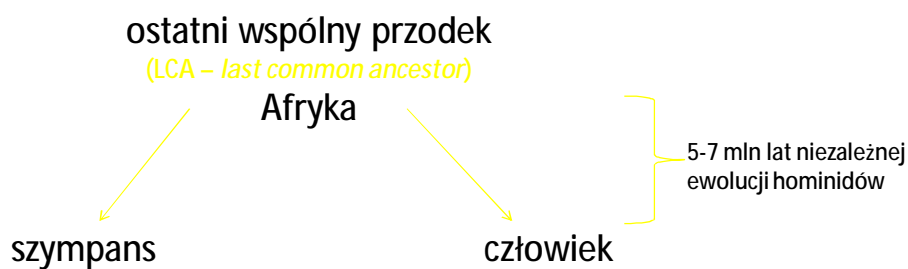 ostatni wspólny przodek
(LCA – last common ancestor)
Afryka
5-7 mln lat niezależnej
ewolucji hominidów
szympans
człowiek